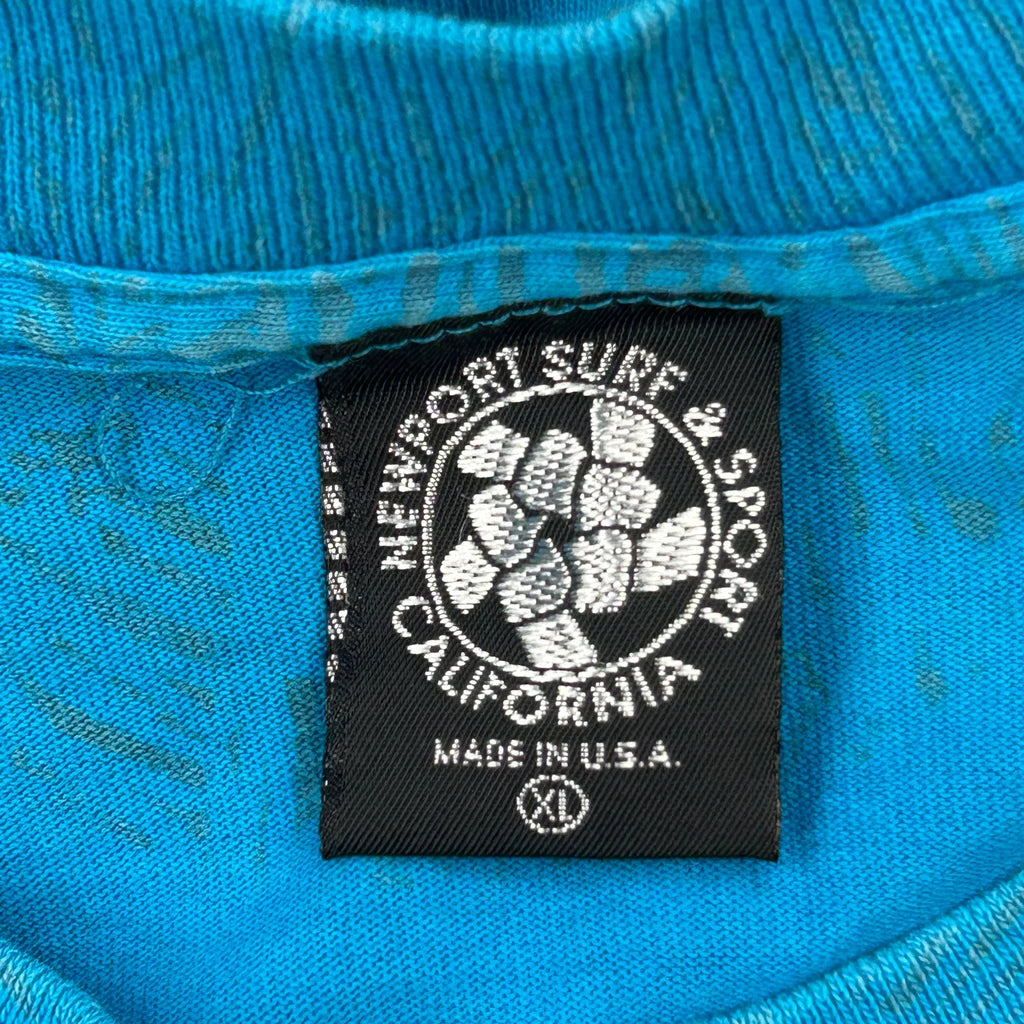 NEWPORT SURF & SPORT
CALIFORNIA
MADE IN U.S.A.
XL